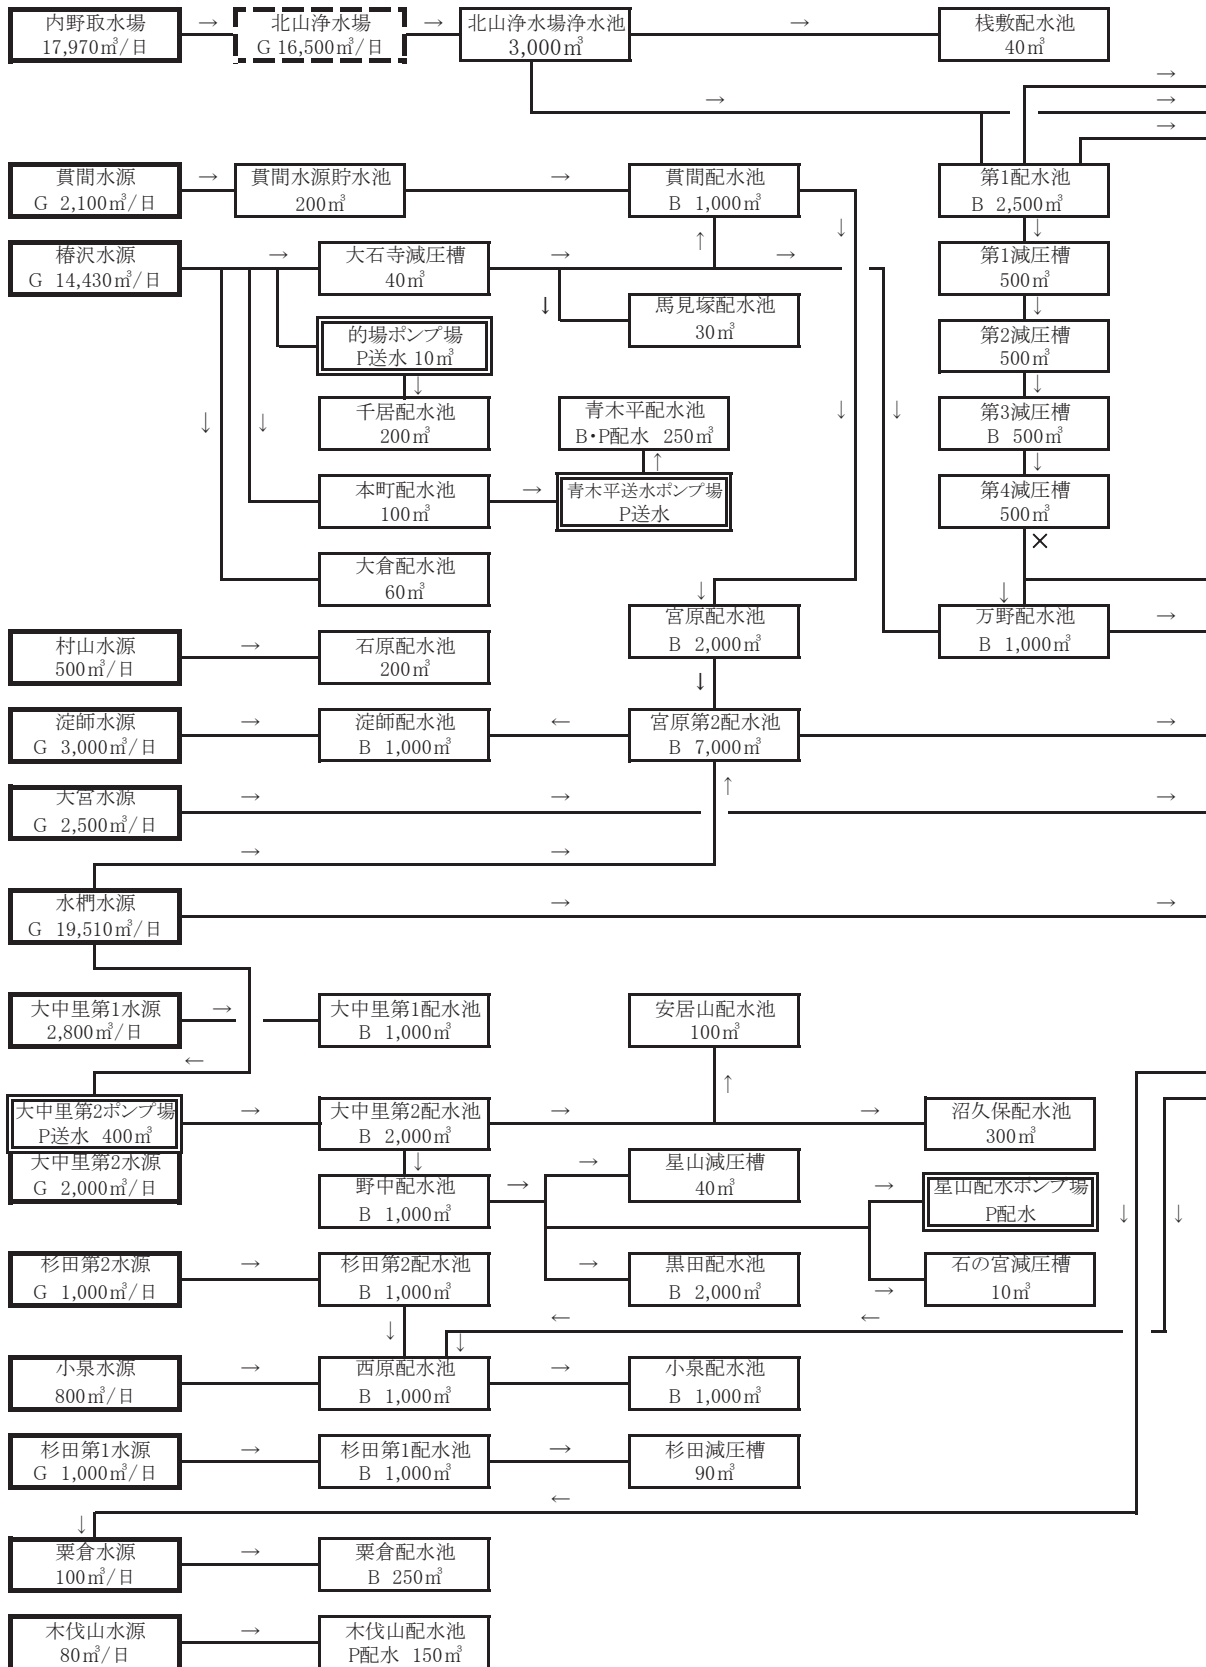 内野取水場
17,970㎥/日
→
北山浄水場
G 16,500㎥/日
→
北山浄水場浄水池
3,000㎥
→
桟敷配水池
40㎥
→
→
→
→
貫間水源
G 2,100㎥/日
→
貫間水源貯水池
200㎥
→
貫間配水池
B 1,000㎥
↓
第1配水池
B 2,500㎥
↓
椿沢水源
G 14,430㎥/日
→
大石寺減圧槽
40㎥
→
↑
→
第1減圧槽
500㎥
↓
↓
馬見塚配水池
30㎥
的場ポンプ場
P送水 10㎥
↓
第2減圧槽
500㎥
↓
↓
↓
千居配水池
200㎥
青木平配水池
B・P配水 250㎥
↑
↓
↓
第3減圧槽
B 500㎥
↓
本町配水池
100㎥
→
青木平送水ポンプ場
P送水
第4減圧槽
500㎥
×
大倉配水池
60㎥
↓
↓
宮原配水池
B 2,000㎥
↓
万野配水池
B 1,000㎥
→
村山水源
500㎥/日
→
石原配水池
200㎥
淀師水源
G 3,000㎥/日
→
淀師配水池
B 1,000㎥
←
宮原第2配水池
B 7,000㎥
→
↑
大宮水源
G 2,500㎥/日
→
→
→
→
→
水椚水源
G 19,510㎥/日
→
→
大中里第1水源
2,800㎥/日
→
大中里第1配水池
B 1,000㎥
安居山配水池
100㎥
←
↑
大中里第2ポンプ場
P送水 400㎥
→
大中里第2配水池
B 2,000㎥
→
→
沼久保配水池
300㎥
大中里第2水源
G 2,000㎥/日
↓
野中配水池
B 1,000㎥
→
→
星山減圧槽
40㎥
→
星山配水ポンプ場
P配水
↓
↓
杉田第2水源
G 1,000㎥/日
→
杉田第2配水池
B 1,000㎥
→
黒田配水池
B 2,000㎥
→
石の宮減圧槽
10㎥
←
←
↓
↓
小泉水源
800㎥/日
→
西原配水池
B 1,000㎥
→
小泉配水池
B 1,000㎥
杉田第1水源
G 1,000㎥/日
→
杉田第1配水池
B 1,000㎥
→
杉田減圧槽
90㎥
←
↓
粟倉水源
100㎥/日
→
粟倉配水池
B 250㎥
木伐山水源
80㎥/日
→
木伐山配水池
P配水 150㎥